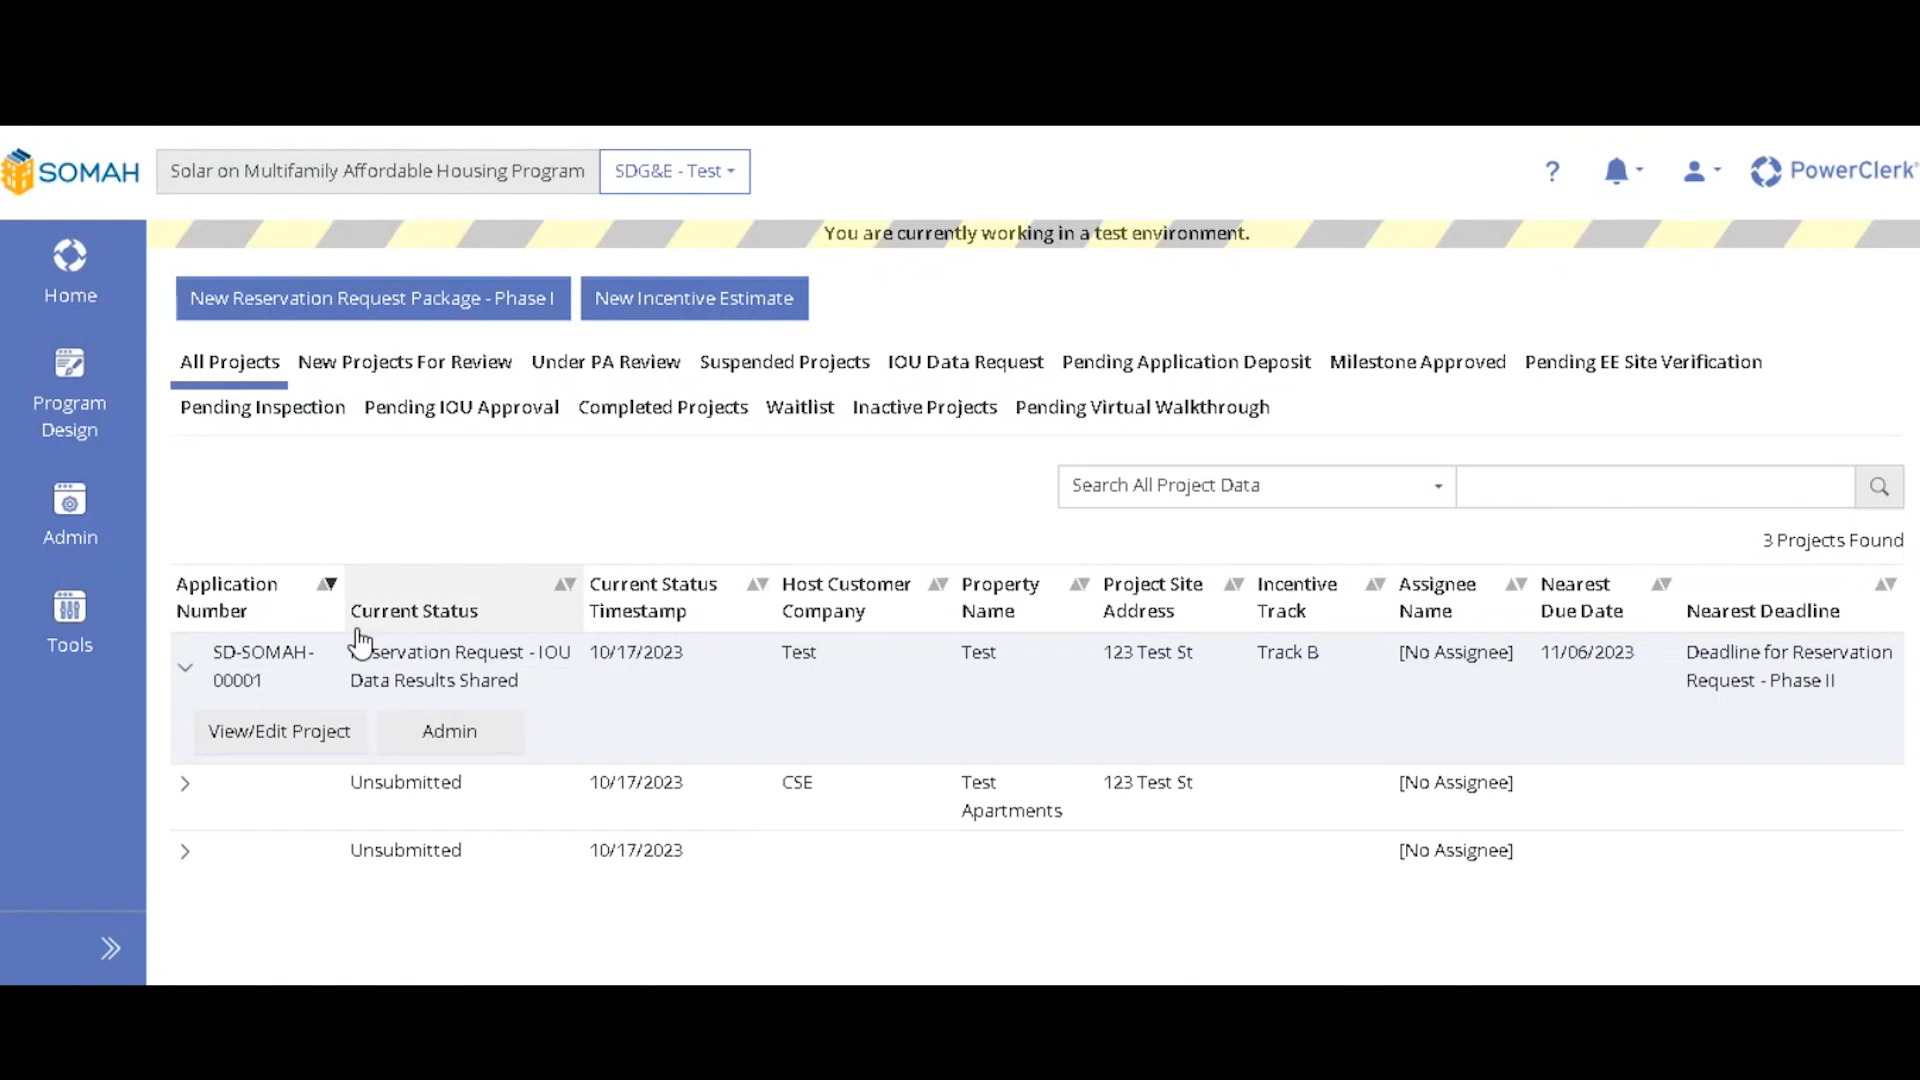 SOMAH
Solar on Multifamily Affordable Housing Program
SDG&E - Test
?
PowerClerk
You are currently working in a test environment.
Home
Program
Design
Admin
Tools
New Reservation Request Package - Phase I
New Incentive Estimate
All Projects New Projects For Review Under PA Review Suspended Projects IOU Data Request Pending Application Deposit Milestone Approved Pending EE Site Verification
Pending Inspection Pending IOU Approval Completed Projects Waitlist Inactive Projects Pending Virtual Walkthrough
Search All Project Data
3 Projects Found
Application Current Status Host Customer Property Project Site Incentive Assignee Nearest
Number Current Status Timestamp Company Name Address Track Name Due Date Nearest Deadline
SD-SOMAH- Request - IOU 10/17/2023 Test Test 123 Test St Track B [No Assignee] 11/06/2023 Deadline for Reservation
00001 Data Results Shared Request - Phase II
View/Edit Project Admin
Unsubmitted 10/17/2023 CSE Test 123 Test St [No Assignee]
Apartments
Unsubmitted 10/17/2023 [No Assignee]